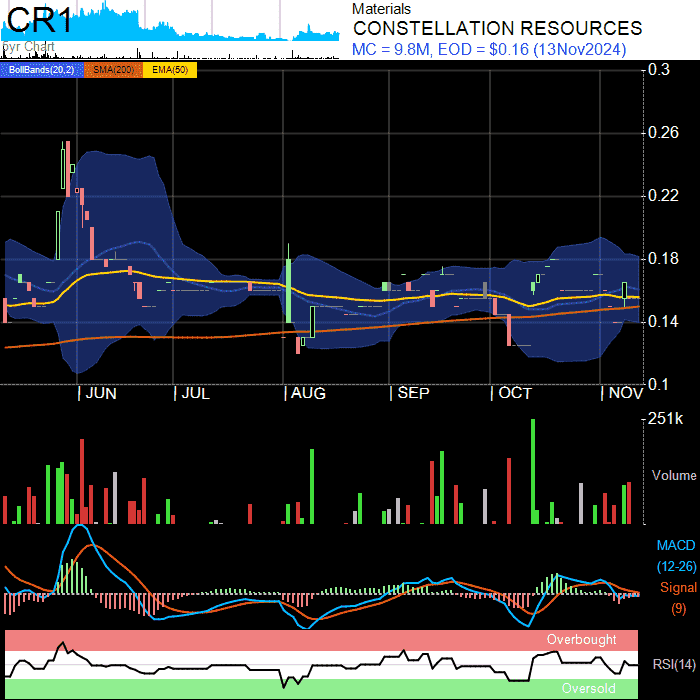 CR1
Materials
CONSTELLATION RESOURCES
MC = 9.8M, EOD = $0.16 (13Nov2024)
Chart
BollBands(20,2) SMA(200) EMA(50)
0.3
0.26
0.22
0.18
0.14
0.1
| JUN | JUL | AUG | SEP | OCT | NOV
251k
Volume
MACD
(12-26)
Signal
(9)
Overbought
RSI(14)
Oversold